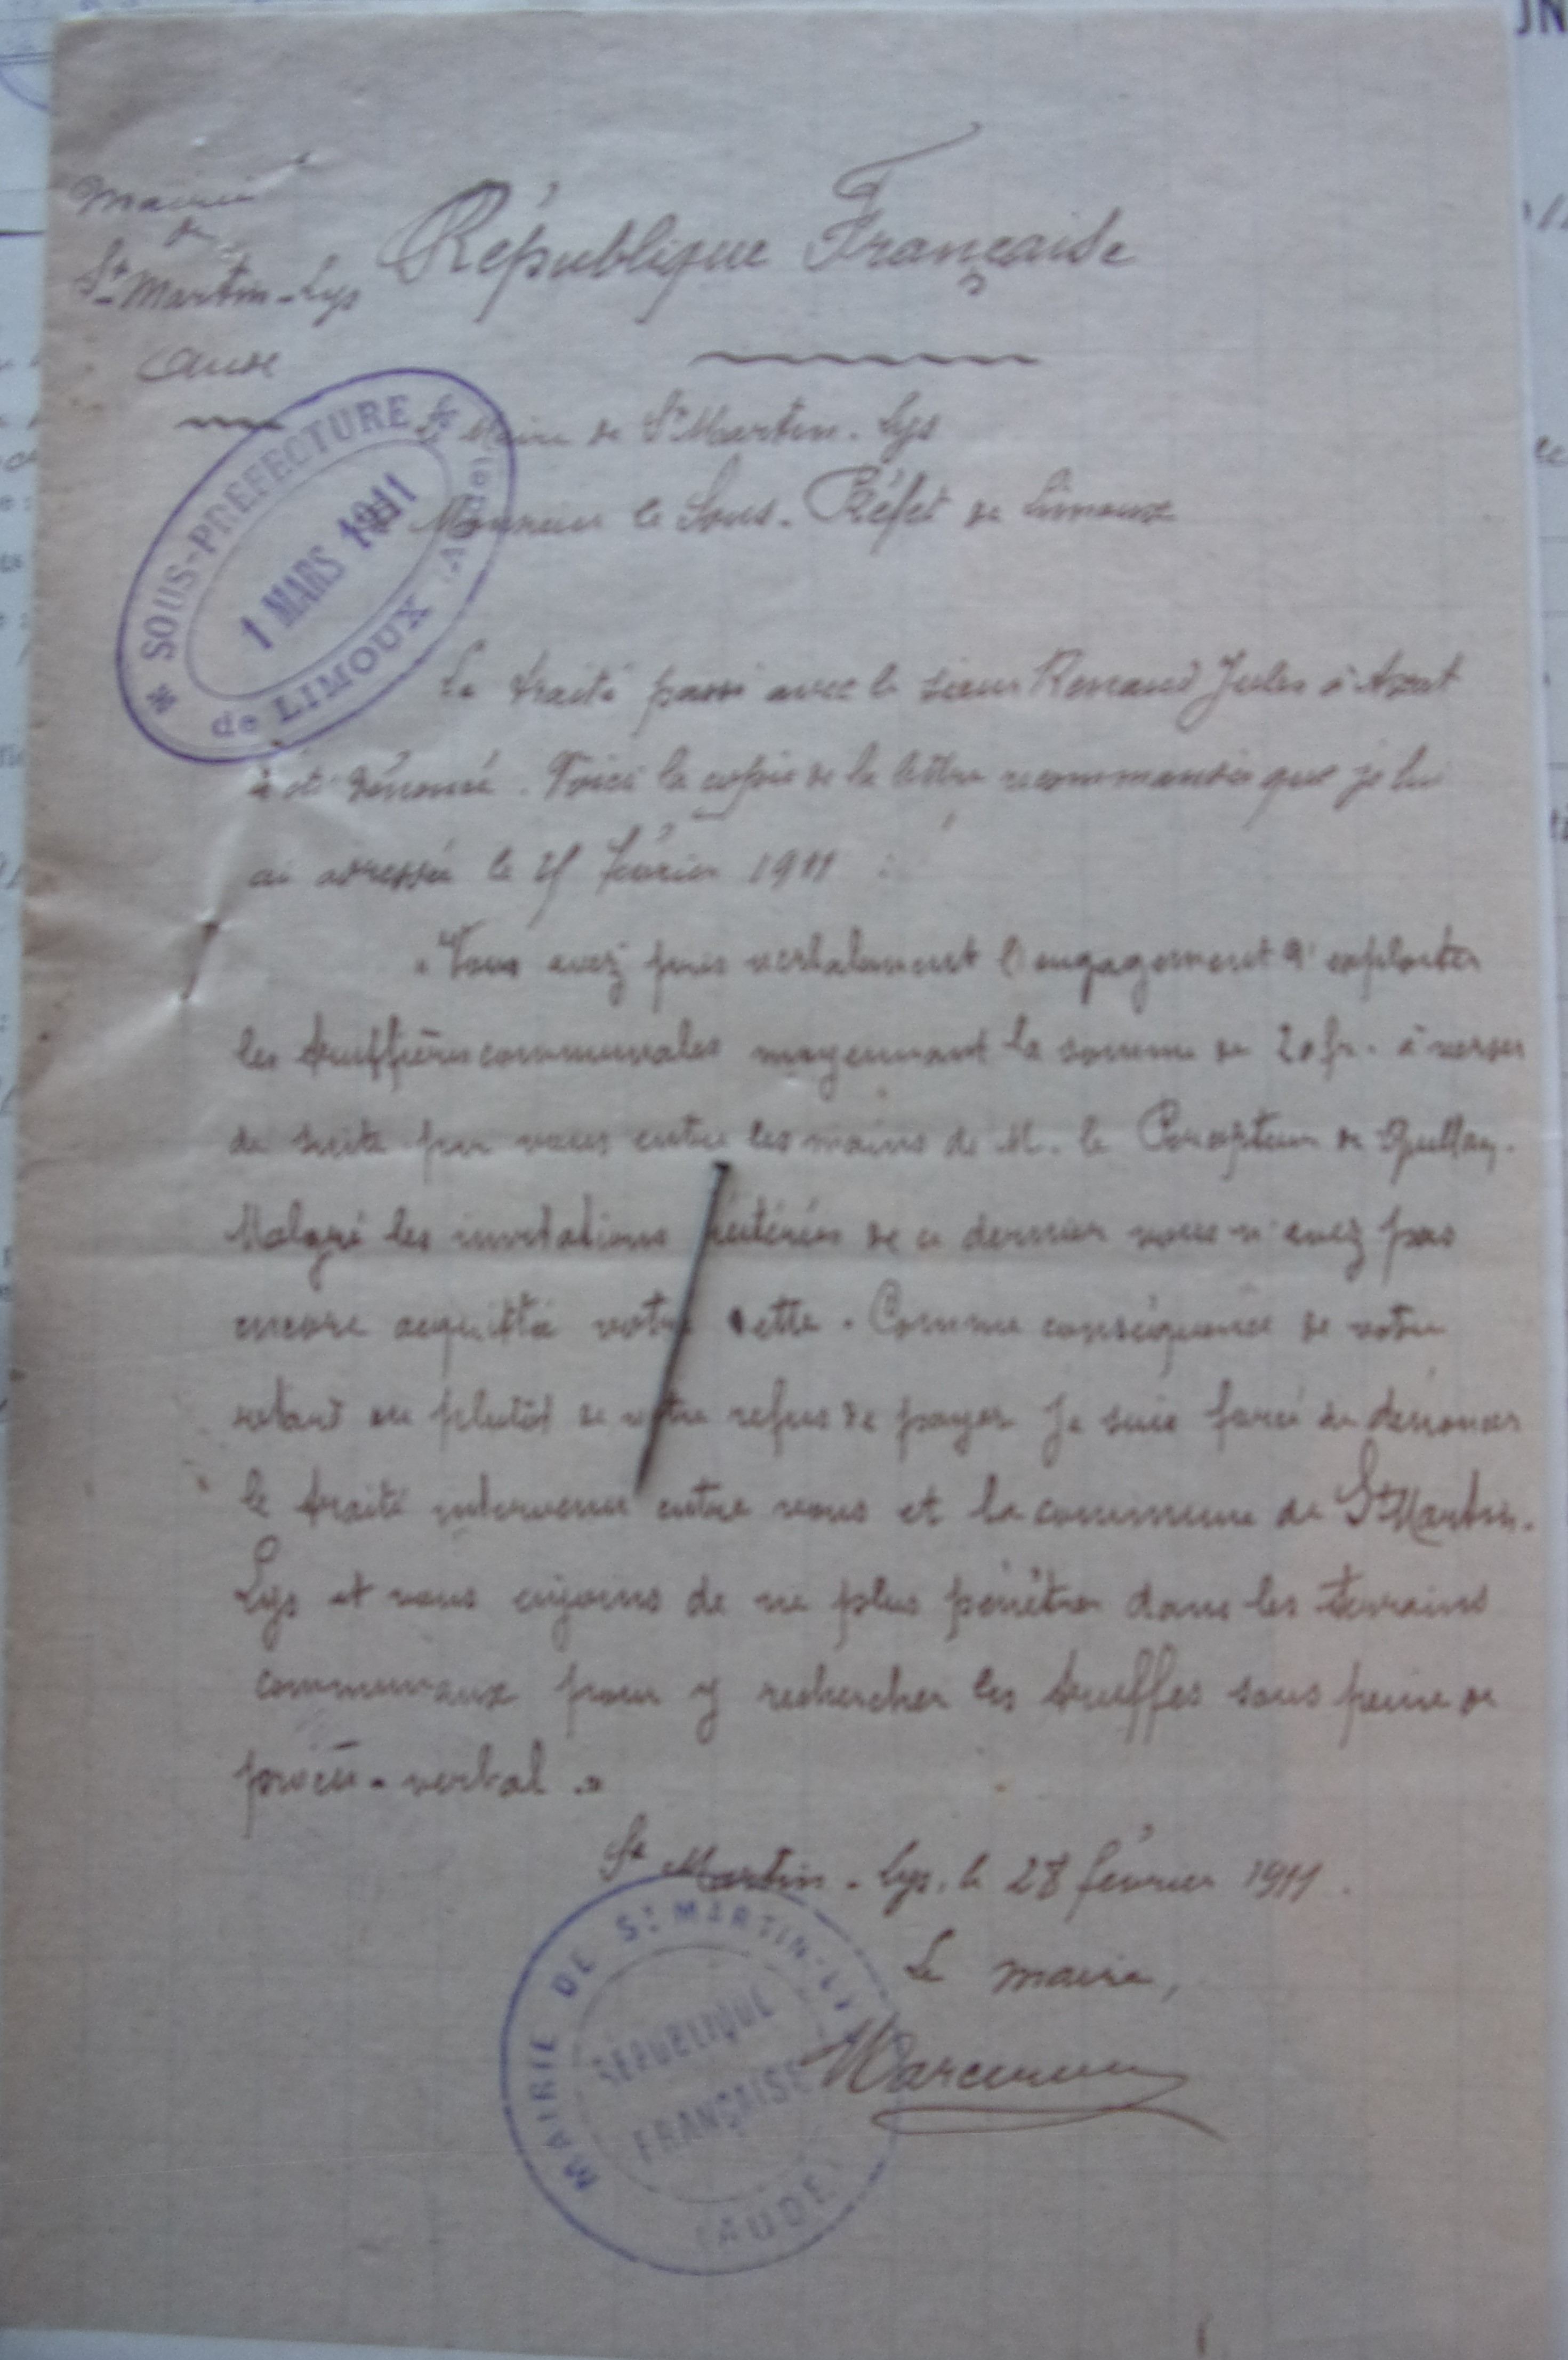 Mairie
de
St Martin-Lys
Aude
République Française
SOUS-PREFECTURE
de LIMOUX (Aude)
1 MARS 1911
Le Maire de St Martin-Lys
Monsieur le Sous-Préfet de Limoux
Le traité passé avec le sieur Renaud Jules à Axat
a été dénoncé. Voici la copie de la lettre recommandée que je lui
ai adressée le février 1911 :
"Vous avez pris verbalement l'engagement d'exploiter
les truffières communales moyennant la somme de 20 fr. à verser
de suite par vous entre les mains de M. le Percepteur de Quillan.
Malgré les invitations réitérées de ce dernier vous n'avez pas
encore acquitté votre dette. Comme conséquence de votre
retard ou plutôt de votre refus de payer je suis forcé de dénoncer
le traité intervenu entre vous et la commune de St Martin-
Lys et vous enjoins de ne plus pénétrer dans les terrains
communaux pour y rechercher les truffes sous peine de
procès-verbal."
St Martin-Lys, le 28 février 1911.
Le maire,
MAIRIE DE St MARTIN-LYS
REPUBLIQUE
FRANÇAISE
(AUDE)